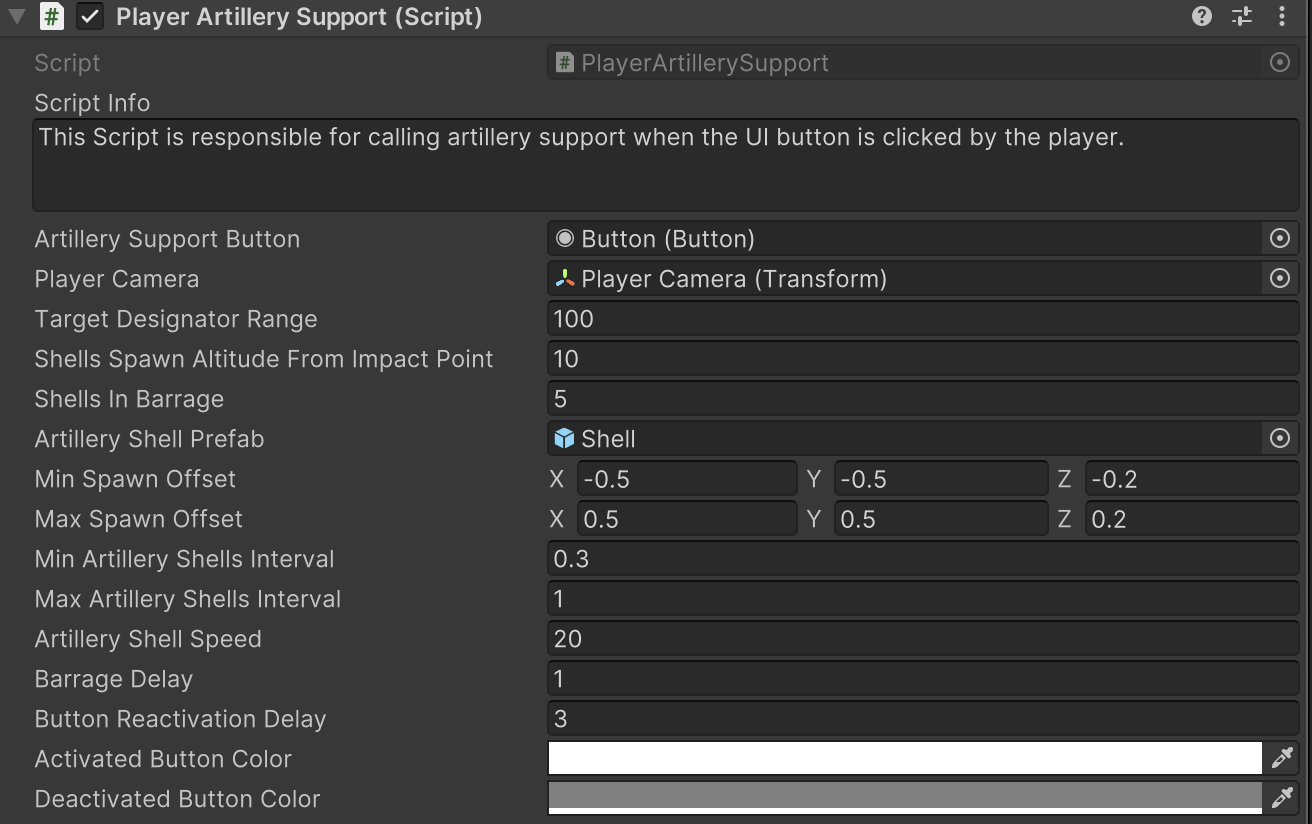 Player Artillery Support (Script)
Script # PlayerArtillerySupport
Script Info
This Script is responsible for calling artillery support when the UI button is clicked by the player.
Artillery Support Button Button (Button)
Player Camera Player Camera (Transform)
Target Designator Range 100
Shells Spawn Altitude From Impact Point 10
Shells In Barrage 5
Artillery Shell Prefab Shell
Min Spawn Offset X -0.5 Y -0.5 Z -0.2
Max Spawn Offset X 0.5 Y 0.5 Z 0.2
Min Artillery Shells Interval 0.3
Max Artillery Shells Interval 1
Artillery Shell Speed 20
Barrage Delay 1
Button Reactivation Delay 3
Activated Button Color
Deactivated Button Color